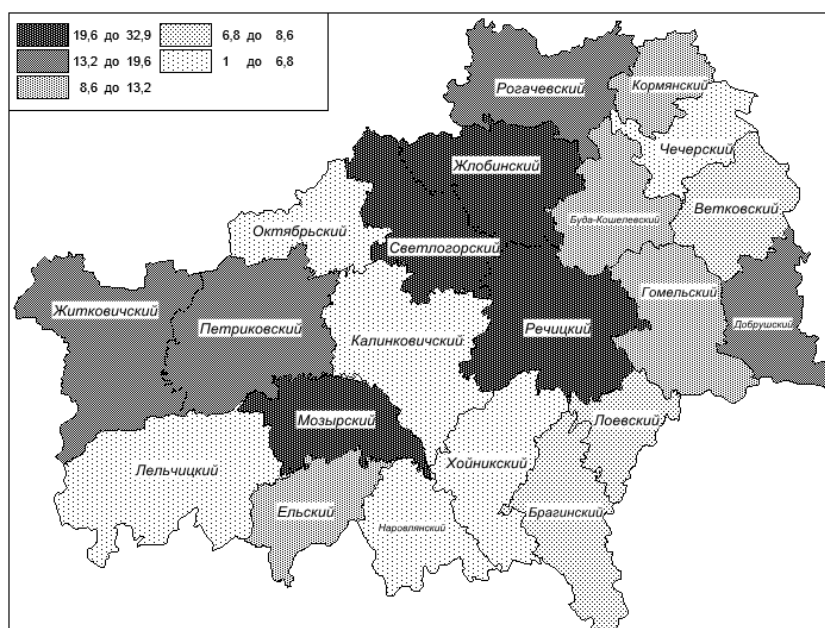 19,6 до 32,9
6,8 до 8,6
13,2 до 19,6
1 до 6,8
8,6 до 13,2
Рогачевский
Кормянский
Чечерский
Жлобинский
Ветковский
Буда-Кошелевский
Октябрьский
Светлогорский
Гомельский
Житковичский
Петриковский
Калинковичский
Речицкий
Добрушский
Мозырский
Лоевский
Лельчицкий
Хойникский
Ельский
Наровлянский
Брагинский